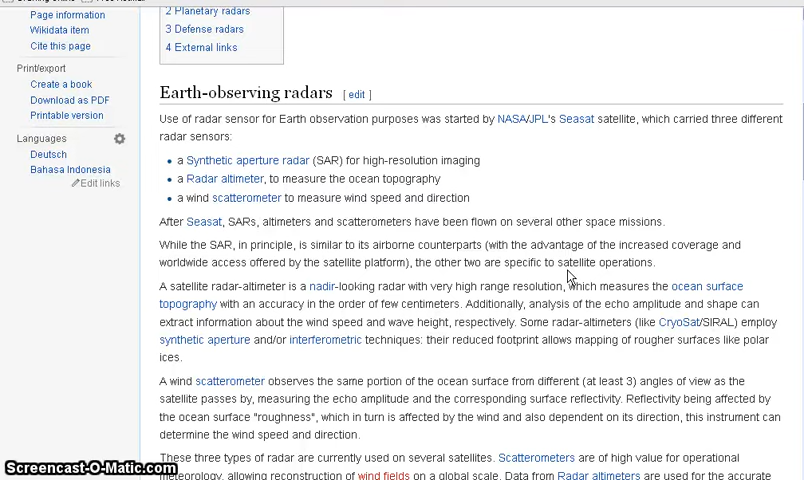 Page information
Wikidata item
Cite this page
Print/export
Create a book
Download as PDF
Printable version
Languages
Deutsch
Bahasa Indonesia
Edit links
2 Planetary radars
3 Defense radars
4 External links
Earth-observing radars [ edit ]
Use of radar sensor for Earth observation purposes was started by NASA/JPL's Seasat satellite, which carried three different
radar sensors:
• a Synthetic aperture radar (SAR) for high-resolution imaging
• a Radar altimeter, to measure the ocean topography
• a wind scatterometer to measure wind speed and direction
After Seasat, SARs, altimeters and scatterometers have been flown on several other space missions.
While the SAR, in principle, is similar to its airborne counterparts (with the advantage of the increased coverage and
worldwide access offered by the satellite platform), the other two are specific to satellite operations.
A satellite radar-altimeter is a nadir-looking radar with very high range resolution, which measures the ocean surface
topography with an accuracy in the order of few centimeters. Additionally, analysis of the echo amplitude and shape can
extract information about the wind speed and wave height, respectively. Some radar-altimeters (like CryoSat/SIRAL) employ
synthetic aperture and/or interferometric techniques: their reduced footprint allows mapping of rougher surfaces like polar
ices.
A wind scatterometer observes the same portion of the ocean surface from different (at least 3) angles of view as the
satellite passes by, measuring the echo amplitude and the corresponding surface reflectivity. Reflectivity being affected by
the ocean surface "roughness", which in turn is affected by the wind and also dependent on its direction, this instrument can
determine the wind speed and direction.
These three types of radar are currently used on several satellites. Scatterometers are of high value for operational
meteorology, allowing reconstruction of wind fields on a global scale. Data from Radar altimeters are used for the accurate
Screencast-O-Matic.com